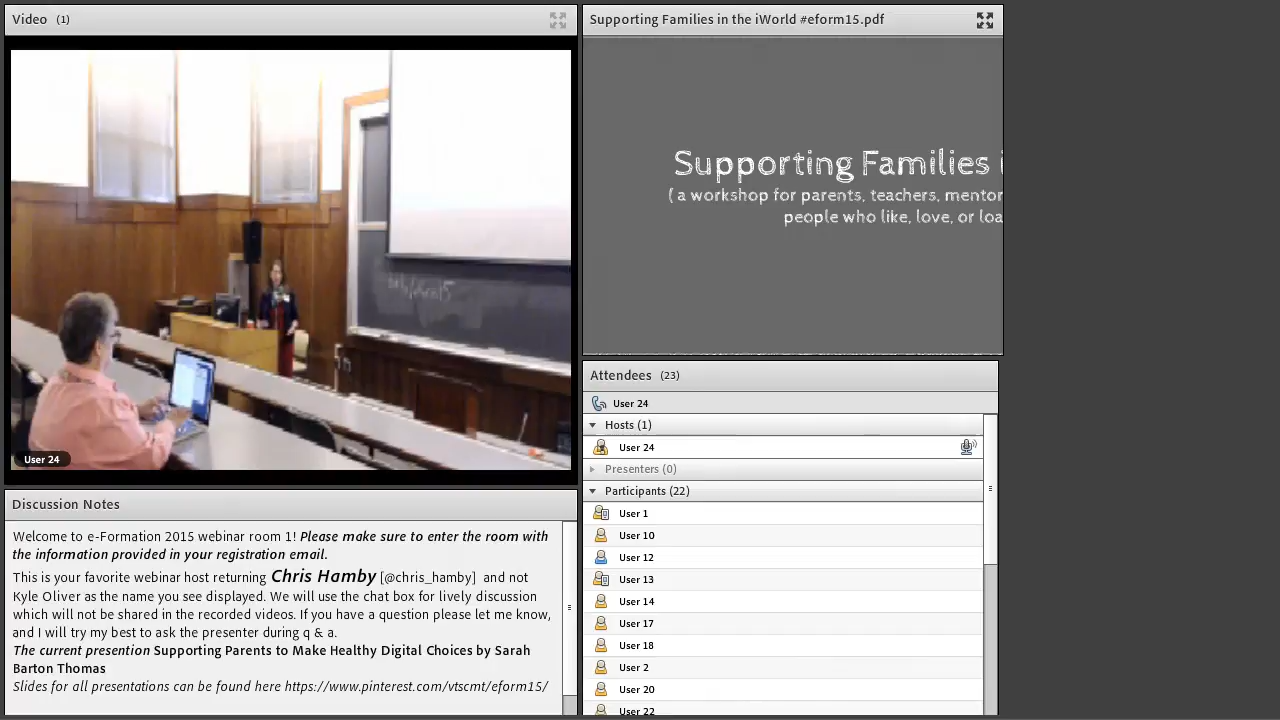 Video (1)
User 24
Supporting Families in the iWorld #eform15.pdf
Supporting Families i
( a workshop for parents, teachers, mentor
people who like, love, or loa
Discussion Notes
Welcome to e-Formation 2015 webinar room 1! Please make sure to enter the room with
the information provided in your registration email.
This is your favorite webinar host returning Chris Hamby [@chris_hamby] and not
Kyle Oliver as the name you see displayed. We will use the chat box for lively discussion
which will not be shared in the recorded videos. If you have a question please let me know,
and I will try my best to ask the presenter during q & a.
The current presention Supporting Parents to Make Healthy Digital Choices by Sarah
Barton Thomas
Slides for all presentations can be found here https://www.pinterest.com/vtscmt/eform15/
Attendees (23)
User 24
Hosts (1)
User 24
Presenters (0)
Participants (22)
User 1
User 10
User 12
User 13
User 14
User 17
User 18
User 2
User 20
User 22